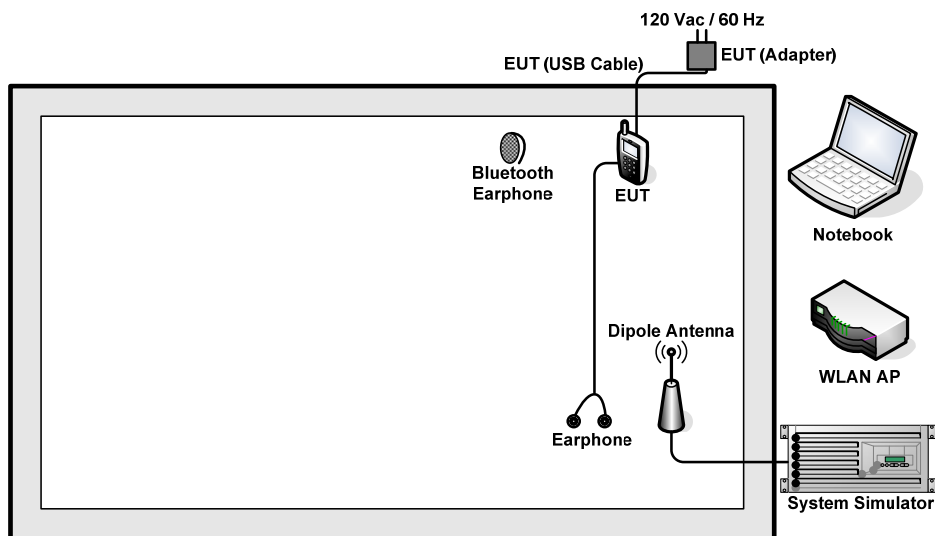 120 Vac / 60 Hz
EUT (USB Cable)
EUT (Adapter)
Bluetooth
Earphone
EUT
Notebook
Dipole Antenna
WLAN AP
Earphone
System Simulator